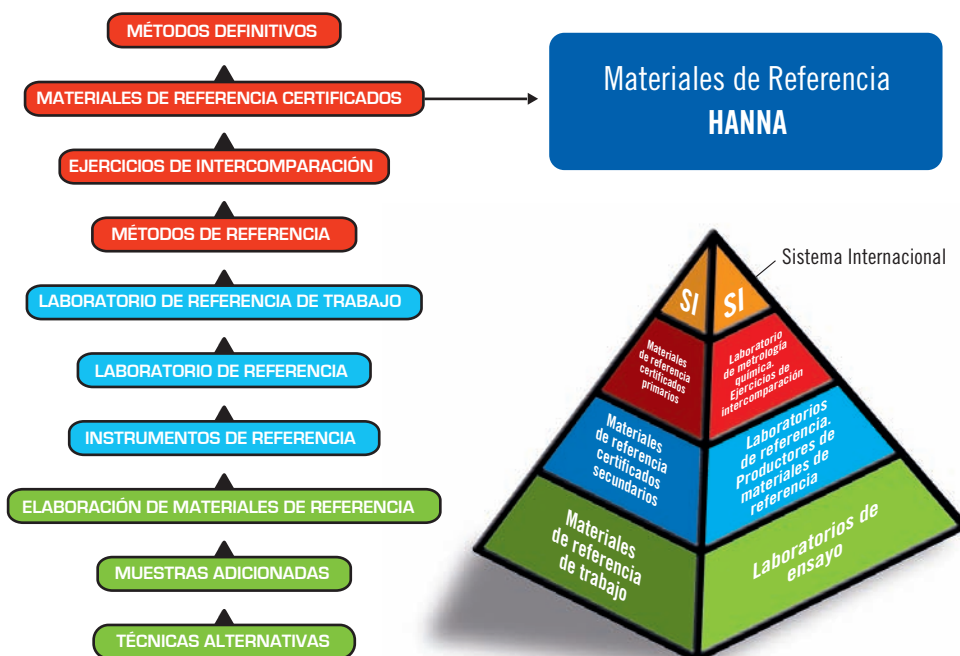 MÉTODOS DEFINITIVOS
MATERIALES DE REFERENCIA CERTIFICADOS
EJERCICIOS DE INTERCOMPARACIÓN
MÉTODOS DE REFERENCIA
LABORATORIO DE REFERENCIA DE TRABAJO
LABORATORIO DE REFERENCIA
INSTRUMENTOS DE REFERENCIA
ELABORACIÓN DE MATERIALES DE REFERENCIA
MUESTRAS ADICIONADAS
TÉCNICAS ALTERNATIVAS
Materiales de Referencia
HANNA
Sistema Internacional
SI
SI
Materiales
de referencia
certificados
primarios
Laboratorio
de metrología
química.
Ejercicios de
intercomparación
Materiales
de referencia
certificados
secundarios
Laboratorios
de referencia.
Productores de
materiales de
referencia
Materiales
de referencia
de trabajo
Laboratorios de
ensayo